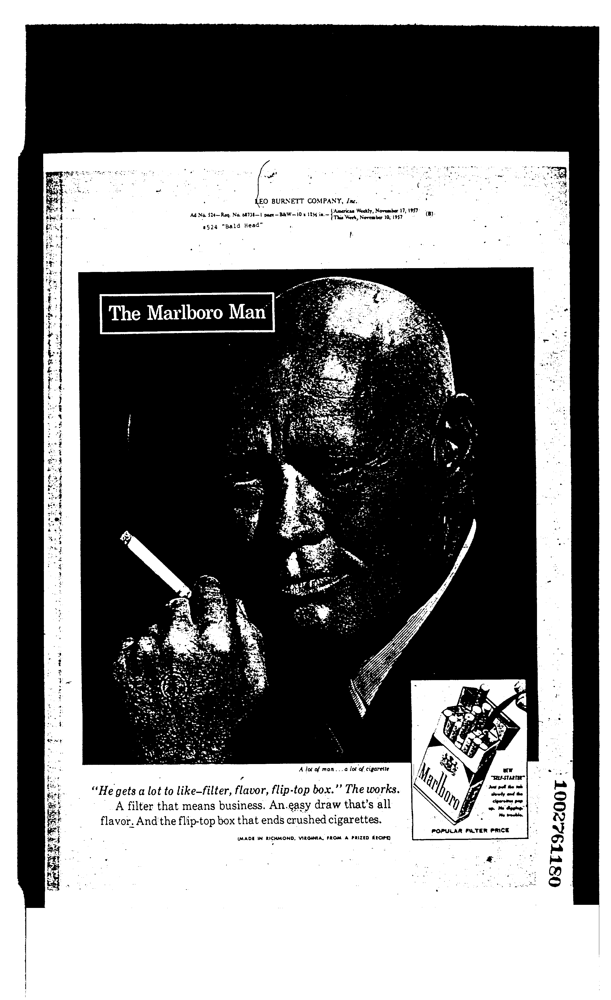 LEO BURNETT COMPANY, Inc.
Ad No. 524—Req. No. 68738—1 page—B&W—10 x 12¾ in.— American Weekly, November 17, 1957 (B)
This Week, November 10, 1957
#524 "Bald Head"
The Marlboro Man
A lot of man...a lot of cigarette
"He gets a lot to like–filter, flavor, flip-top box." The works.
A filter that means business. An easy draw that's all
flavor. And the flip-top box that ends crushed cigarettes.
(MADE IN RICHMOND, VIRGINIA, FROM A PRIZED RECIPE)
Marlboro
NEW
"SELF-STARTER"
Just pull the tab
slowly and the
cigarettes pop
up. No digging.
No trouble.
POPULAR FILTER PRICE
1002761180